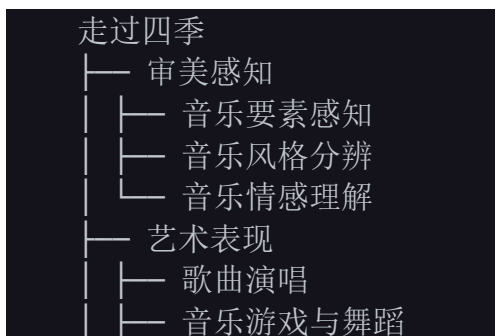 走过四季
├── 审美感知
│ ├── 音乐要素感知
│ ├── 音乐风格分辨
│ └── 音乐情感理解
├── 艺术表现
│ ├── 歌曲演唱
│ ├── 音乐游戏与舞蹈